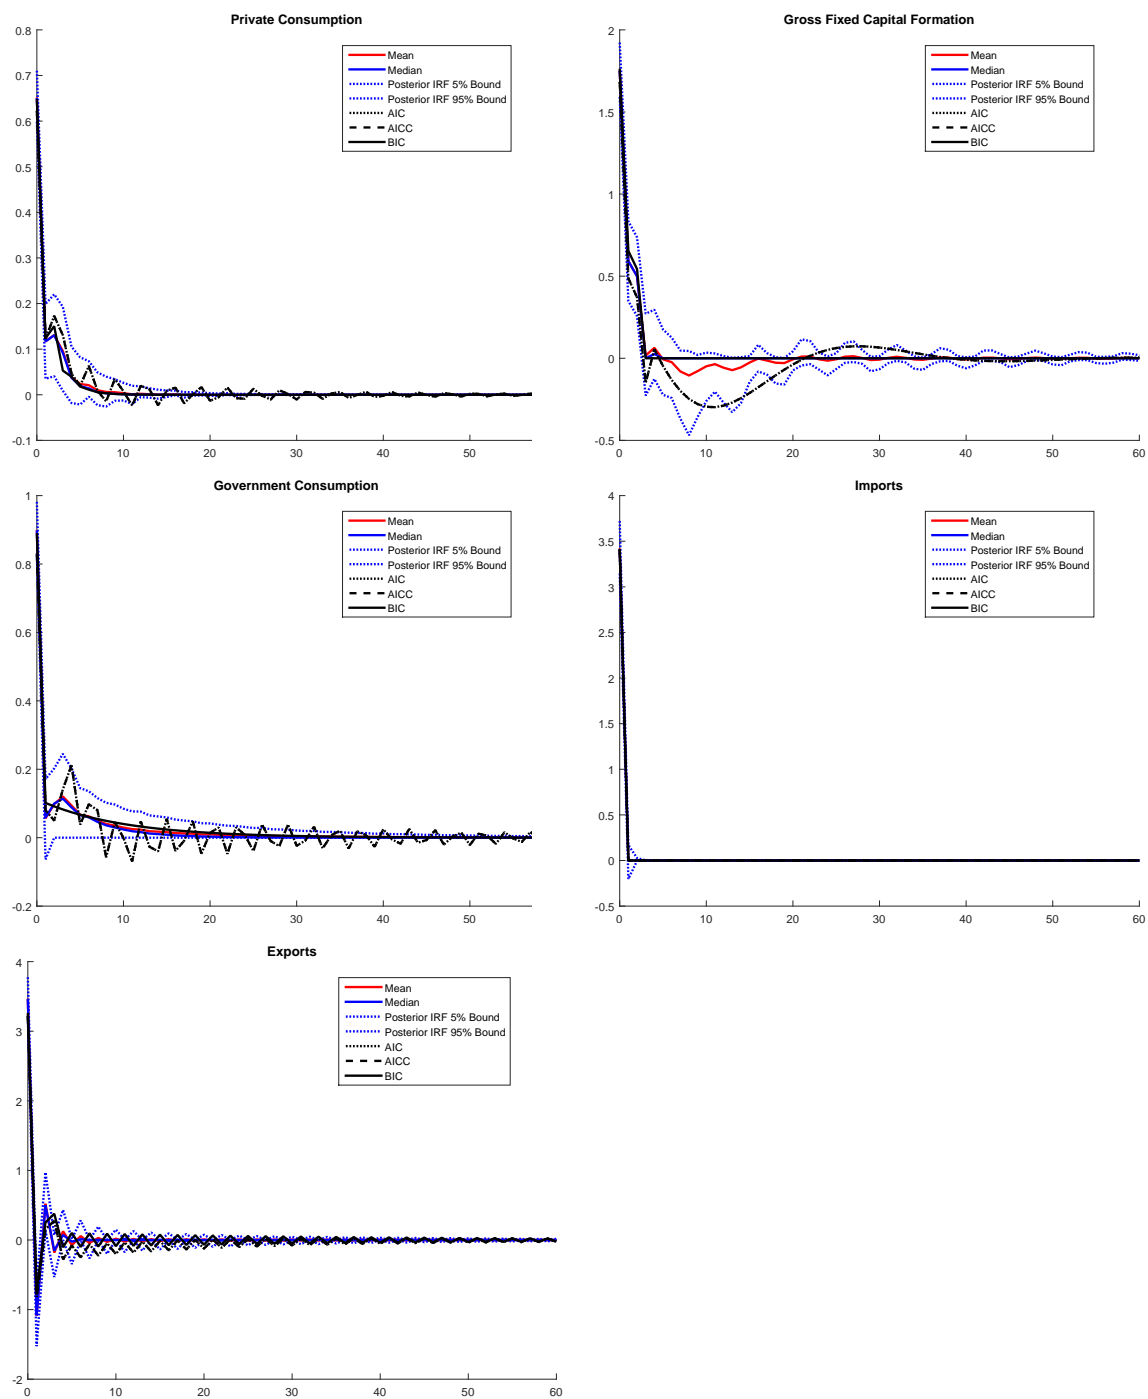 Private Consumption
0.8
0.7
0.6
0.5
0.4
0.3
0.2
0.1
0
-0.1
0 10 20 30 40 50
Mean
Median
Posterior IRF 5% Bound
Posterior IRF 95% Bound
AIC
AICC
BIC
Gross Fixed Capital Formation
2
1.5
1
0.5
0
-0.5
0 10 20 30 40 50 60
Mean
Median
Posterior IRF 5% Bound
Posterior IRF 95% Bound
AIC
AICC
BIC
Government Consumption
1
0.8
0.6
0.4
0.2
0
-0.2
0 10 20 30 40 50
Mean
Median
Posterior IRF 5% Bound
Posterior IRF 95% Bound
AIC
AICC
BIC
Imports
4
3.5
3
2.5
2
1.5
1
0.5
0
-0.5
0 10 20 30 40 50 60
Mean
Median
Posterior IRF 5% Bound
Posterior IRF 95% Bound
AIC
AICC
BIC
Exports
4
3
2
1
0
-1
-2
0 10 20 30 40 50 60
Mean
Median
Posterior IRF 5% Bound
Posterior IRF 95% Bound
AIC
AICC
BIC